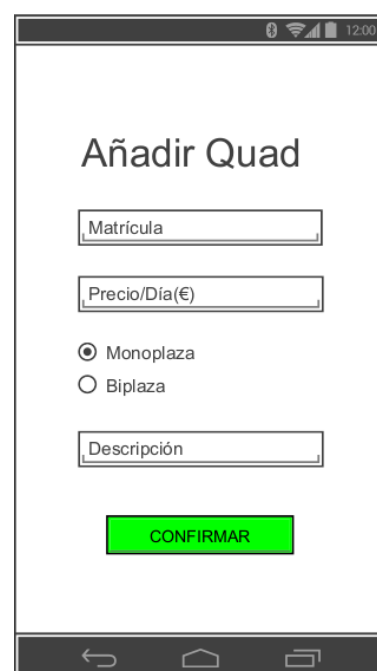 12:00
Añadir Quad
Matrícula
Precio/Día(€)
Monoplaza
Biplaza
Descripción
CONFIRMAR